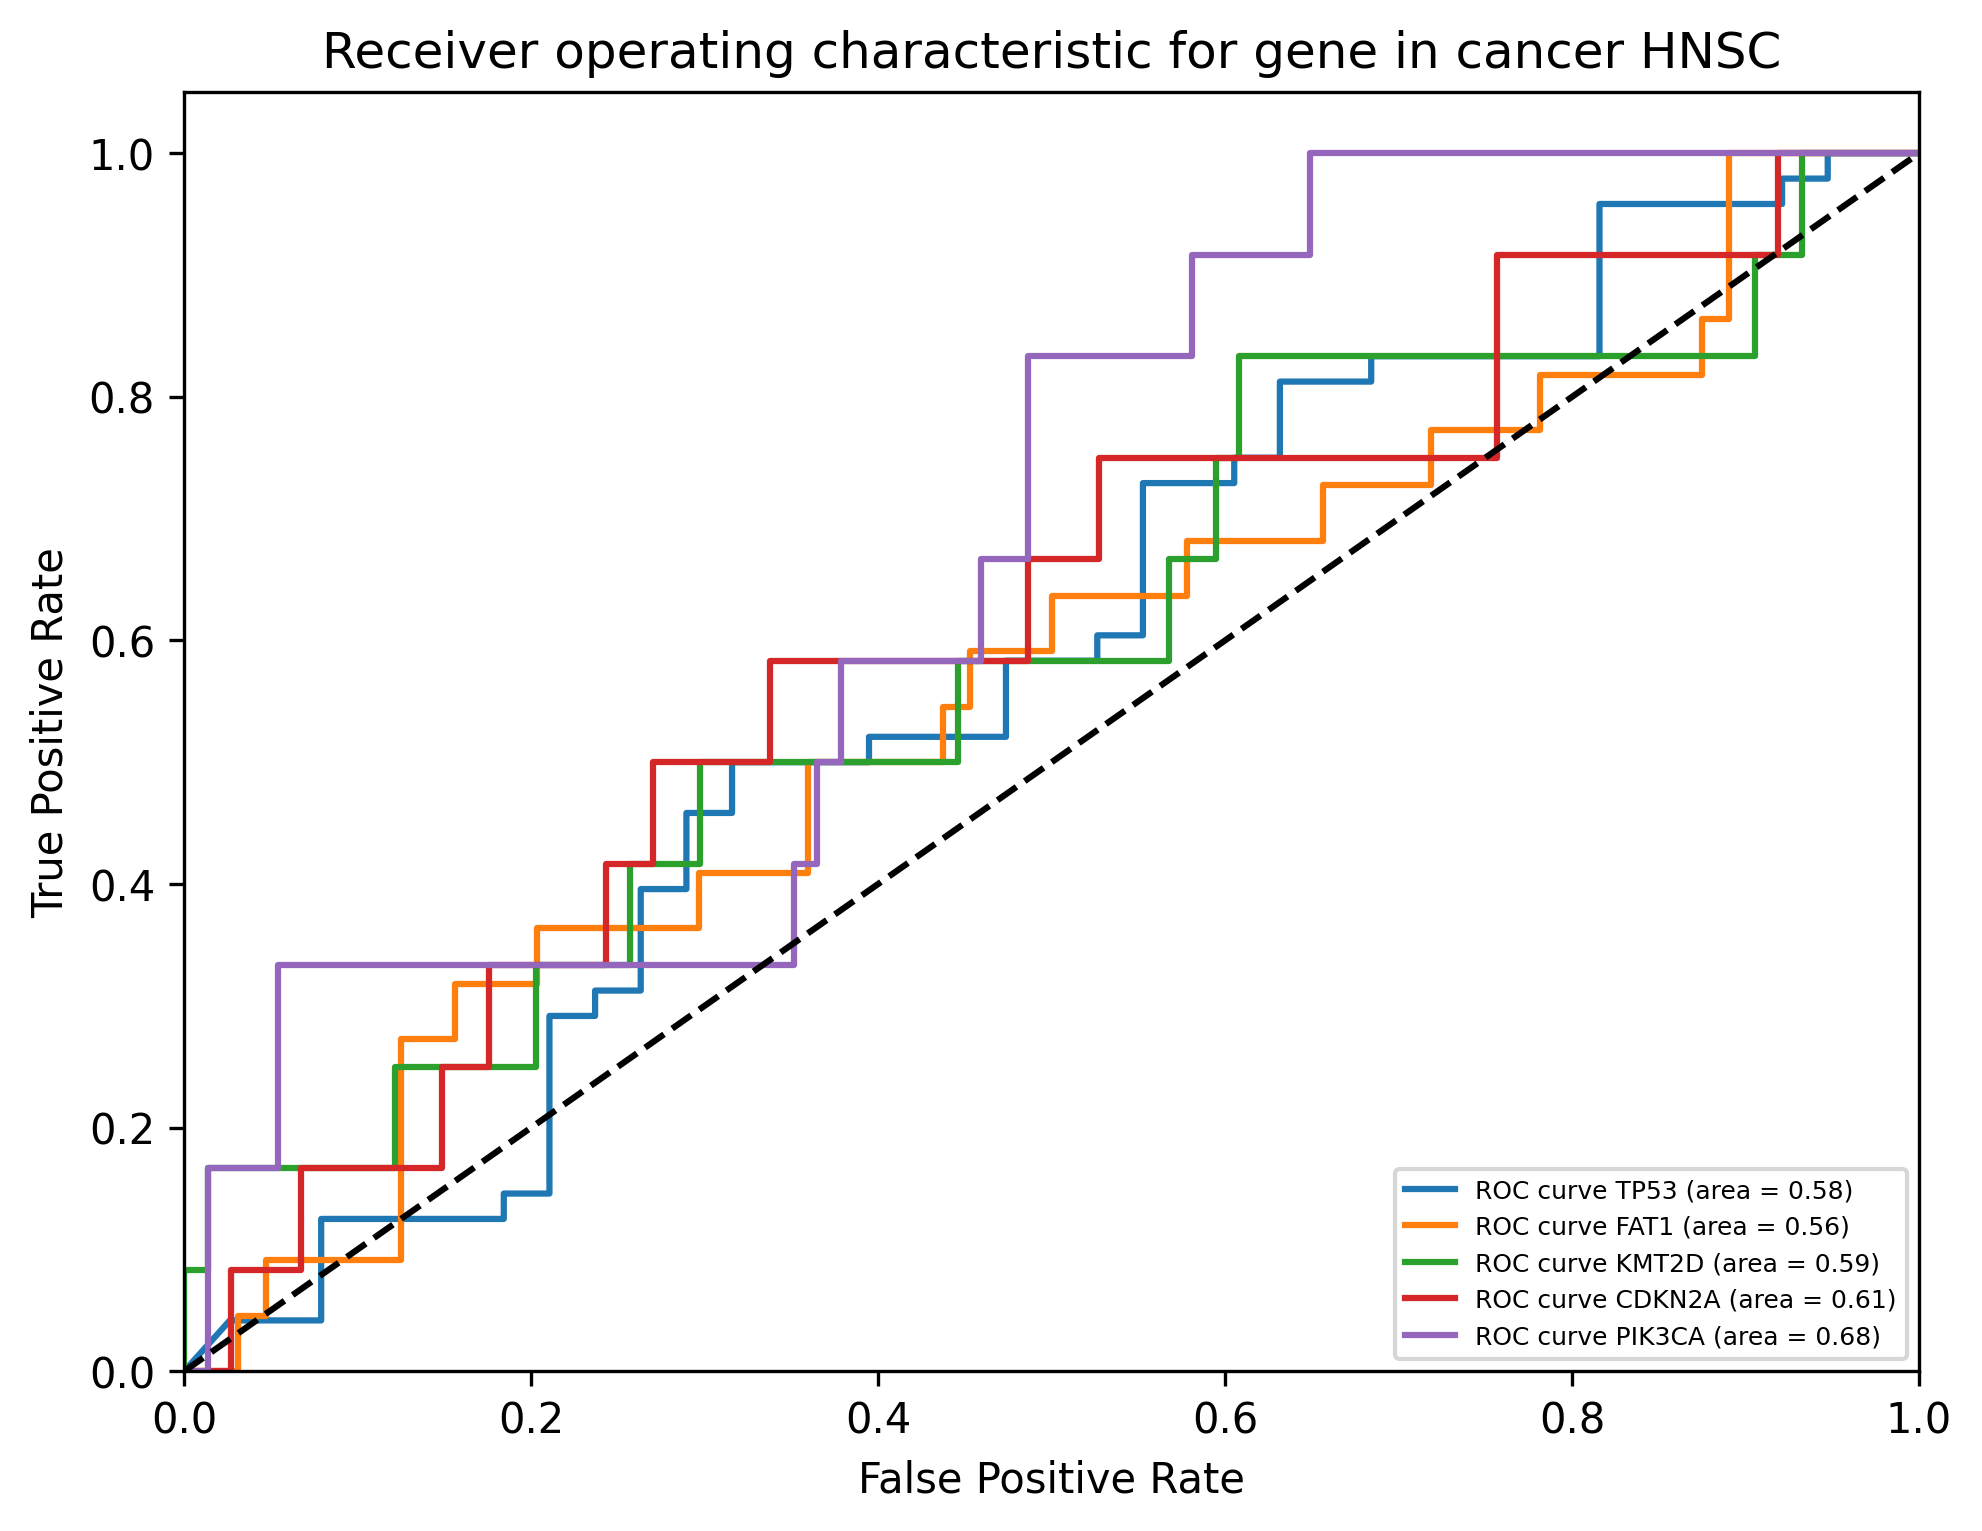 Receiver operating characteristic for gene in cancer HNSC
True Positive Rate
1.0
0.8
0.6
0.4
0.2
0.0
0.0 0.2 0.4 0.6 0.8 1.0
False Positive Rate
ROC curve TP53 (area = 0.58)
ROC curve FAT1 (area = 0.56)
ROC curve KMT2D (area = 0.59)
ROC curve CDKN2A (area = 0.61)
ROC curve PIK3CA (area = 0.68)